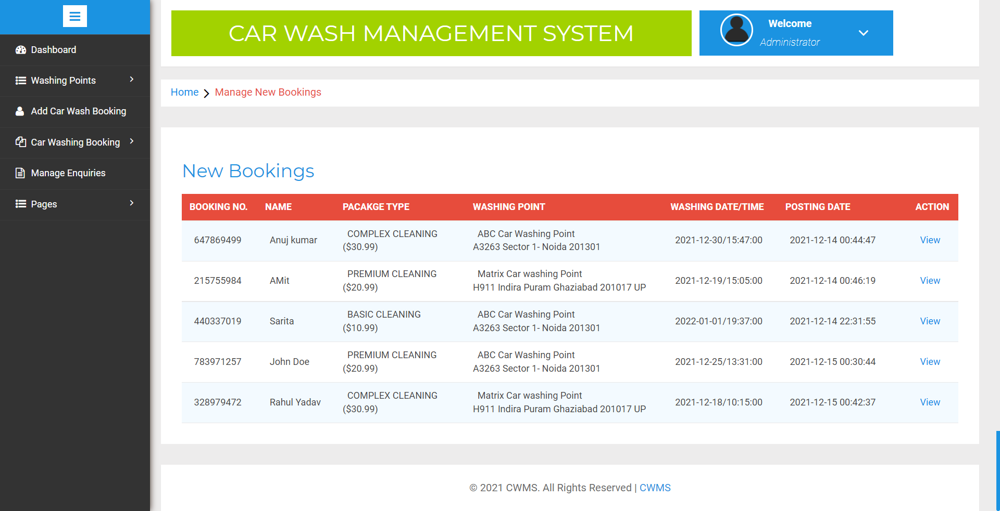 CAR WASH MANAGEMENT SYSTEM
Welcome
Administrator
Dashboard
Washing Points
Add Car Wash Booking
Car Washing Booking
Manage Enquiries
Pages
Home Manage New Bookings
New Bookings
BOOKING NO. NAME PACAKGE TYPE WASHING POINT WASHING DATE/TIME POSTING DATE ACTION
647869499 Anuj kumar COMPLEX CLEANING ($30.99) ABC Car Washing Point A3263 Sector 1- Noida 201301 2021-12-30/15:47:00 2021-12-14 00:44:47 View
215755984 AMit PREMIUM CLEANING ($20.99) Matrix Car washing Point H911 Indira Puram Ghaziabad 201017 UP 2021-12-19/15:05:00 2021-12-14 00:46:19 View
440337019 Sarita BASIC CLEANING ($10.99) ABC Car Washing Point A3263 Sector 1- Noida 201301 2022-01-01/19:37:00 2021-12-14 22:31:55 View
783971257 John Doe PREMIUM CLEANING ($20.99) ABC Car Washing Point A3263 Sector 1- Noida 201301 2021-12-25/13:31:00 2021-12-15 00:30:44 View
328979472 Rahul Yadav COMPLEX CLEANING ($30.99) Matrix Car washing Point H911 Indira Puram Ghaziabad 201017 UP 2021-12-18/10:15:00 2021-12-15 00:42:37 View
© 2021 CWMS. All Rights Reserved | CWMS